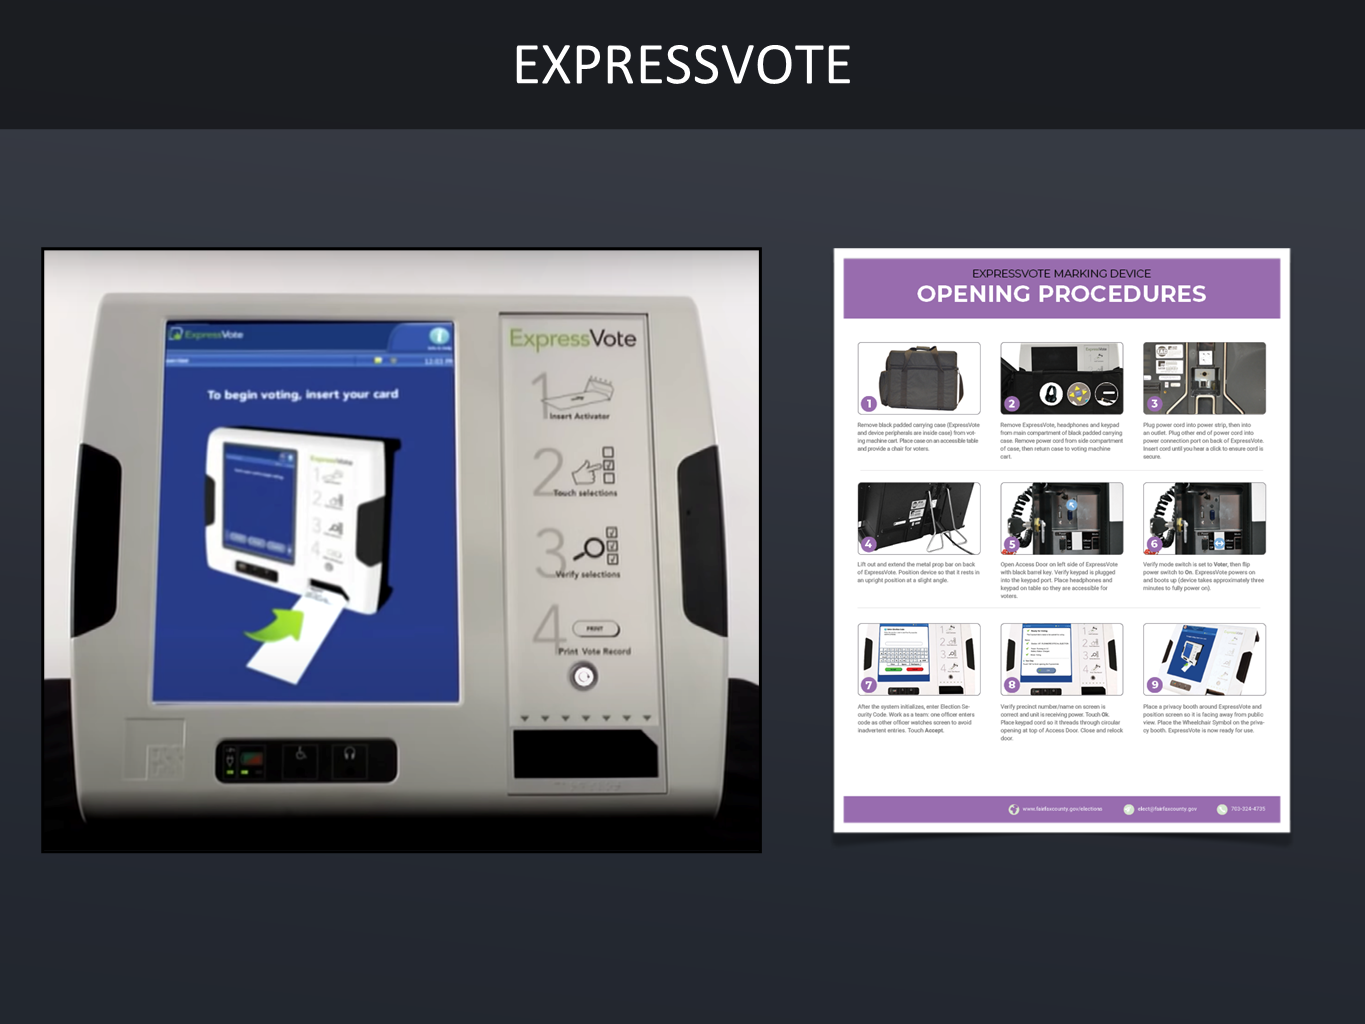 EXPRESSVOTE
ExpressVote
12:03 PM
To begin voting, insert your card
ExpressVote
1
Insert Activator
2
Touch selections
3
Verify selections
4
PRINT
Print Vote Record
EXPRESSVOTE MARKING DEVICE
OPENING PROCEDURES
1
Remove black padded carrying case (ExpressVote
and device peripherals are inside case) from vot-
ing machine cart. Place case on an accessible table
and provide a chair for voters.
2
Remove ExpressVote, headphones and keypad
from main compartment of black padded carrying
case. Remove power cord from side compartment
of case, then return case to voting machine
cart.
3
Plug power cord into power strip, then into
an outlet. Plug other end of power cord into
power connection port on back of ExpressVote.
Insert cord until you hear a click to ensure cord is
secure.
4
Lift out and extend the metal prop bar on back
of ExpressVote. Position device so that it rests in
an upright position at a slight angle.
5
Open Access Door on left side of ExpressVote
with black barrel key. Verify keypad is plugged
into the keypad port. Place headphones and
keypad on table so they are accessible for
voters.
6
Verify mode switch is set to Voter, then flip
power switch to On. ExpressVote powers on
and boots up (device takes approximately three
minutes to fully power on).
7
After the system initializes, enter Election Se-
curity Code. Work as a team: one officer enters
code as other officer watches screen to avoid
inadvertent entries. Touch Accept.
8
Verify precinct number/name on screen is
correct and unit is receiving power. Touch Ok.
Place keypad cord so it threads through circular
opening at top of Access Door. Close and relock
door.
9
Place a privacy booth around ExpressVote and
position screen so it is facing away from public
view. Place the Wheelchair Symbol on the priva-
cy booth. ExpressVote is now ready for use.
www.fairfaxcounty.gov/elections
elect@fairfaxcounty.gov
703-324-4735